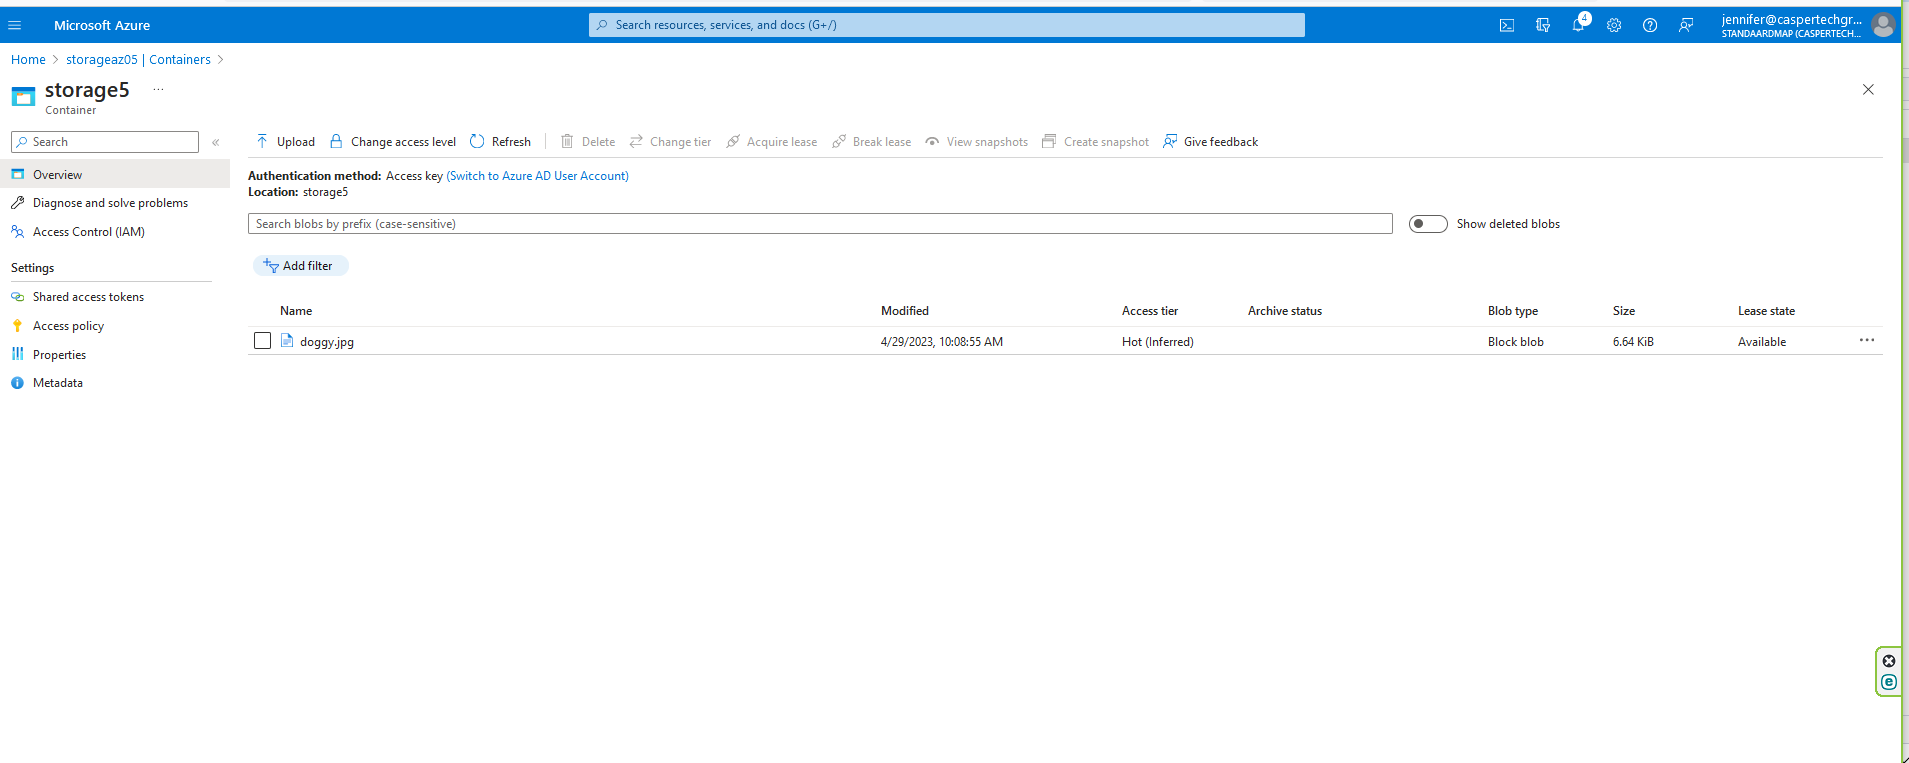 Microsoft Azure
Search resources, services, and docs (G+/)
4
jennifer@caspertechgr...
STANDAARDMAP (CASPERTECH...
Home > storageaz05 | Containers >
storage5 ...
Container
Search «
Upload Change access level Refresh Delete Change tier Acquire lease Break lease View snapshots Create snapshot Give feedback
Overview
Diagnose and solve problems
Access Control (IAM)
Settings
Shared access tokens
Access policy
Properties
Metadata
Authentication method: Access key (Switch to Azure AD User Account)
Location: storage5
Search blobs by prefix (case-sensitive)
Show deleted blobs
Add filter
Name Modified Access tier Archive status Blob type Size Lease state
doggy.jpg 4/29/2023, 10:08:55 AM Hot (Inferred) Block blob 6.64 KiB Available ...